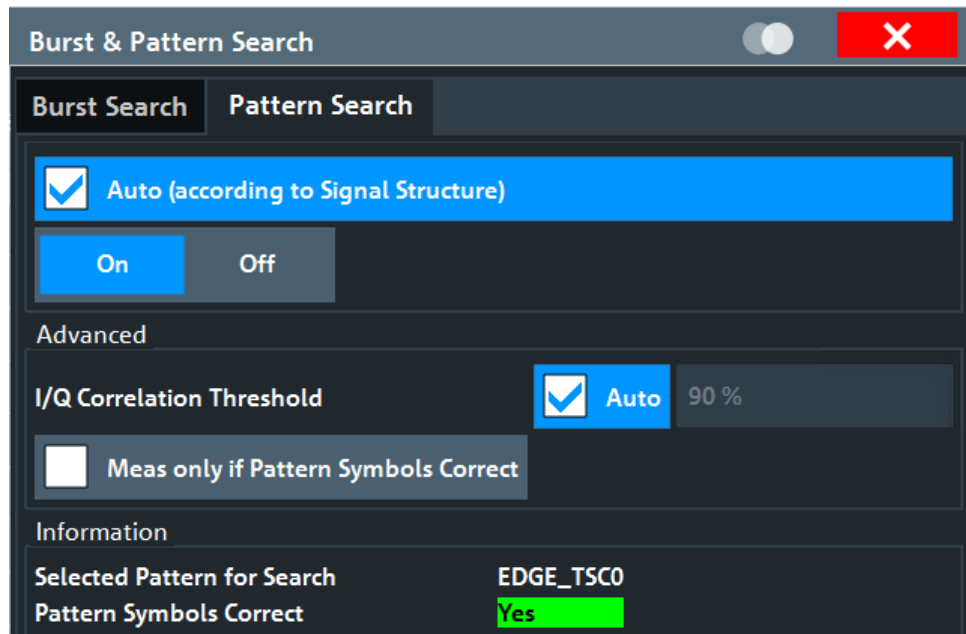 Burst & Pattern Search
Burst Search
Pattern Search
Auto (according to Signal Structure)
On
Off
Advanced
I/Q Correlation Threshold
Auto
90 %
Meas only if Pattern Symbols Correct
Information
Selected Pattern for Search
EDGE_TSC0
Pattern Symbols Correct
Yes